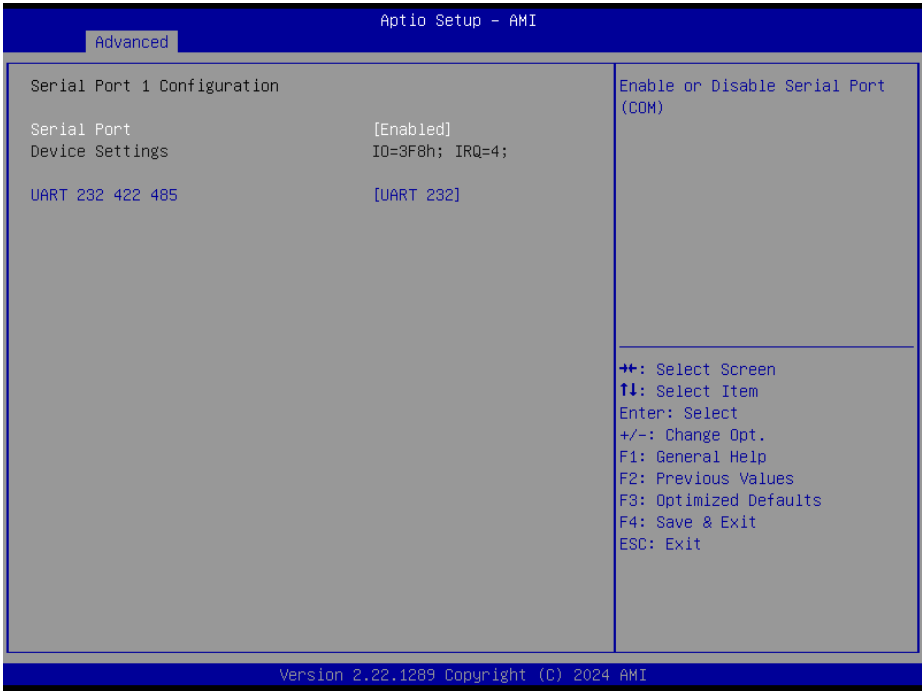 Aptio Setup – AMI
Advanced
Serial Port 1 Configuration
Serial Port [Enabled]
Device Settings IO=3F8h; IRQ=4;
UART 232 422 485 [UART 232]
Enable or Disable Serial Port
(COM)
→←: Select Screen
↑↓: Select Item
Enter: Select
+/-: Change Opt.
F1: General Help
F2: Previous Values
F3: Optimized Defaults
F4: Save & Exit
ESC: Exit
Version 2.22.1289 Copyright (C) 2024 AMI